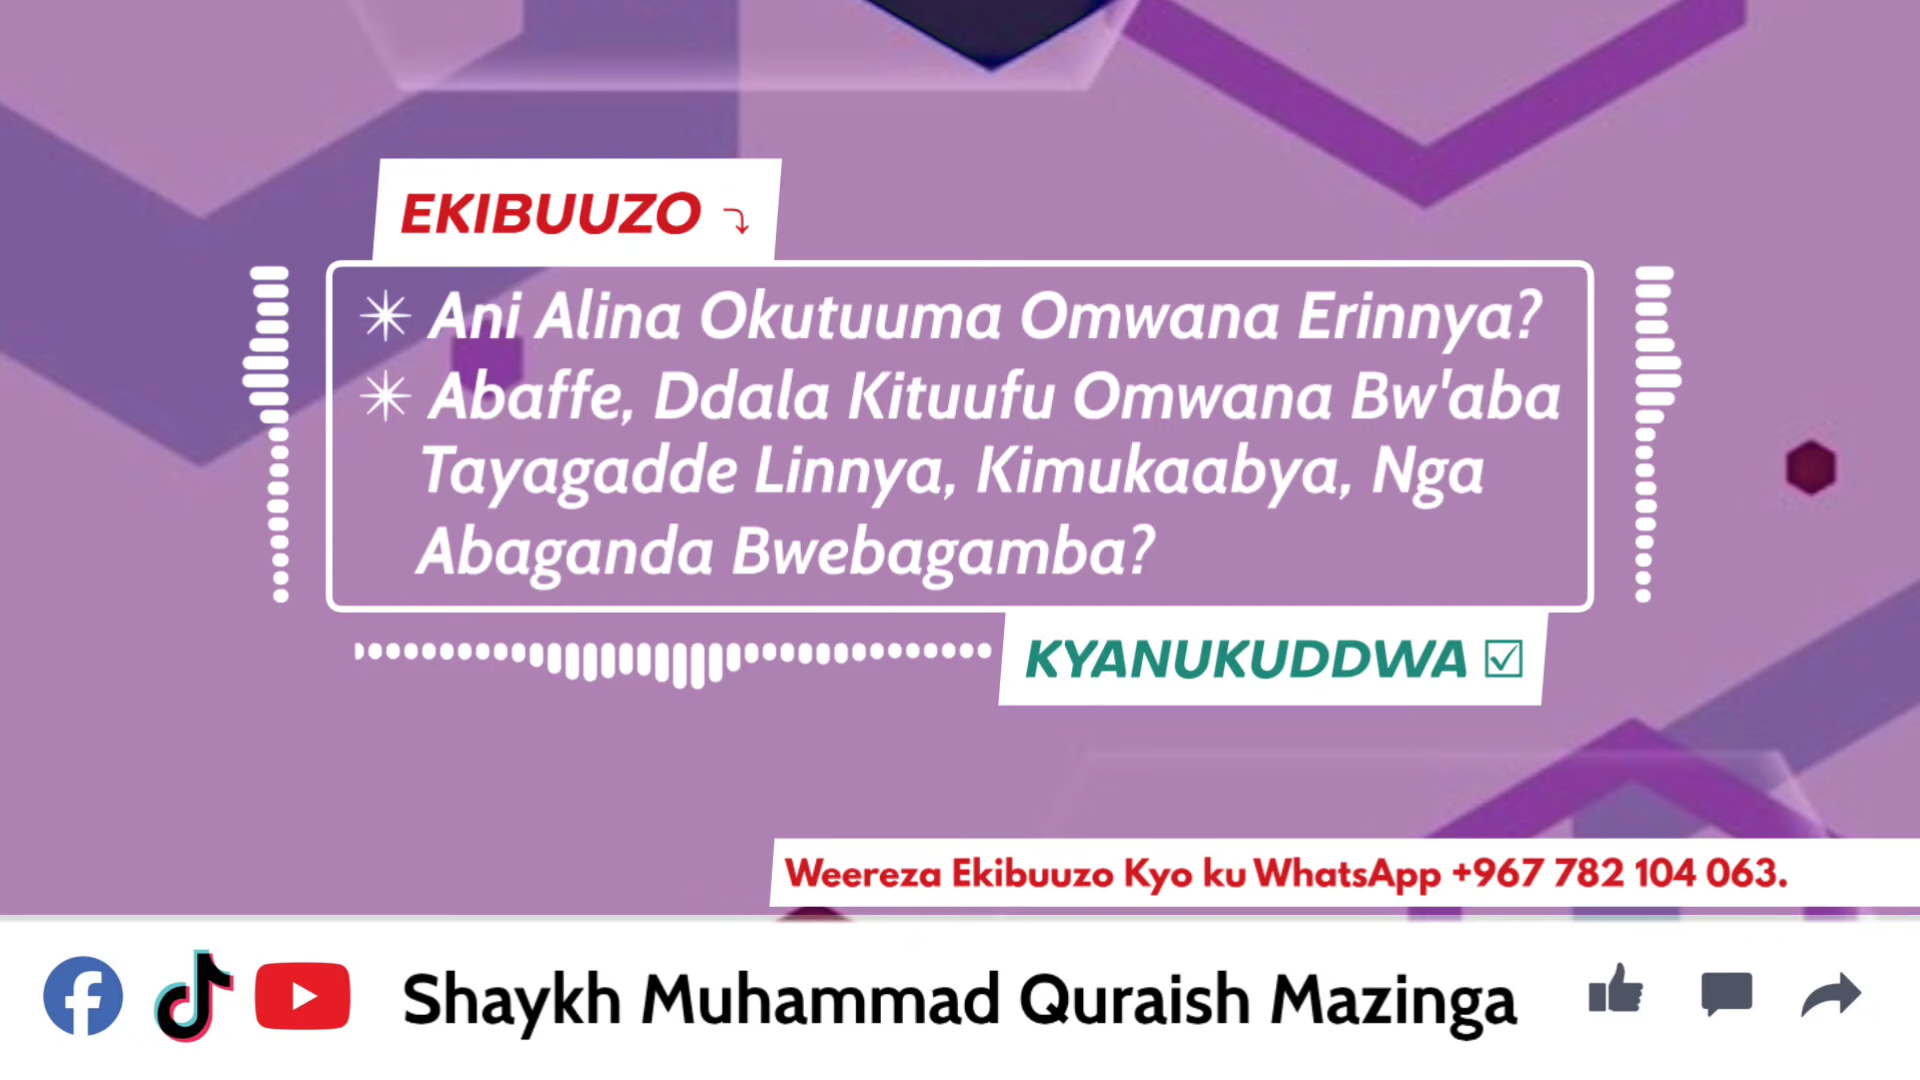 EKIBUUZO ⤵
✳ Ani Alina Okutuuma Omwana Erinnya?
✳ Abaffe, Ddala Kituufu Omwana Bw'aba
Tayagadde Linnya, Kimukaabya, Nga
Abaganda Bwebagamba?
KYANUKUDDWA ☑
Weereza Ekibuuzo Kyo ku WhatsApp +967 782 104 063.
Shaykh Muhammad Quraish Mazinga